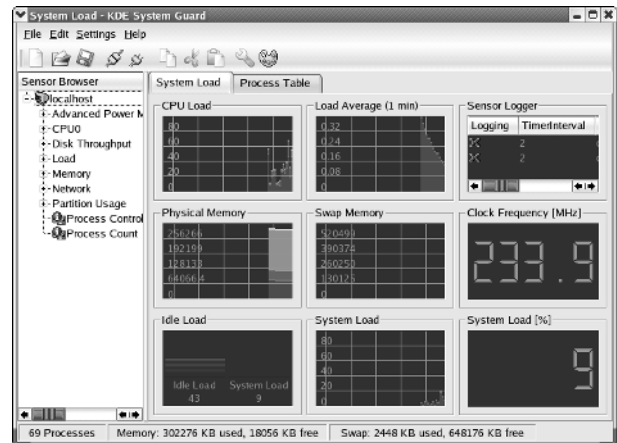 System Load - KDE System Guard
File Edit Settings Help
Sensor Browser
localhost
Advanced Power M
CPU0
Disk Throughput
Load
Memory
Network
Partition Usage
Process Control
Process Count
System Load Process Table
CPU Load
80
60
40
20
0
Load Average (1 min)
0.32
0.24
0.16
0.08
0
Sensor Logger
Logging TimerInterval
2
2
Physical Memory
256266
192199
128133
64066.4
0
Swap Memory
520499
390374
260250
130125
0
Clock Frequency [MHz]
233.9
Idle Load
Idle Load System Load
43 9
System Load
80
60
40
20
0
System Load [%]
9
69 Processes Memory: 302276 KB used, 18056 KB free Swap: 2448 KB used, 648176 KB free